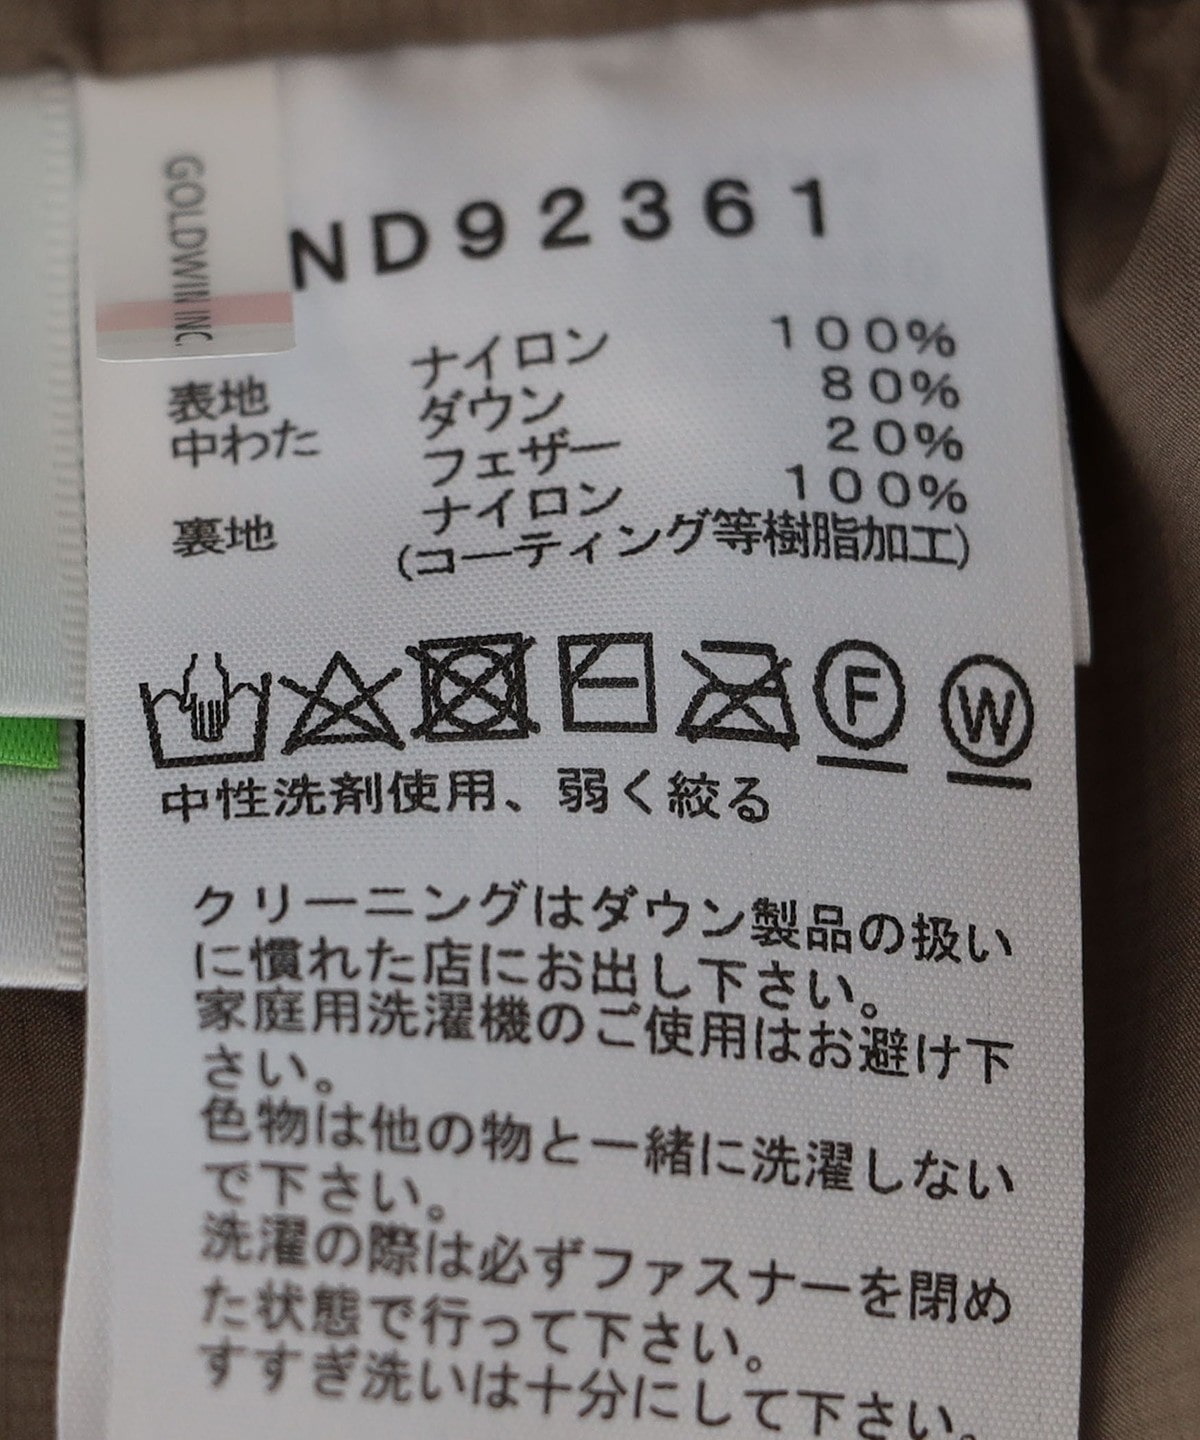 GOLDWIN INC.
ND92361
表地 ナイロン 100%
中わた ダウン 80%
フェザー 20%
裏地 ナイロン 100%
(コーティング等樹脂加工)
F W
中性洗剤使用、弱く絞る
クリーニングはダウン製品の扱い
に慣れた店にお出し下さい。
家庭用洗濯機のご使用はお避け下
さい。
色物は他の物と一緒に洗濯しない
で下さい。
洗濯の際は必ずファスナーを閉め
た状態で行って下さい。
すすぎ洗いは十分にして下さい。